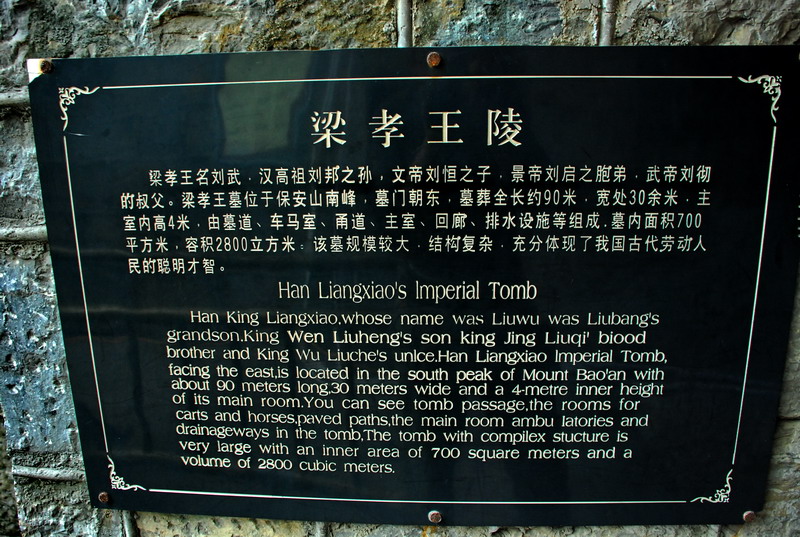 梁孝王陵
梁孝王名刘武．汉高祖刘邦之孙，文帝刘恒之子．景帝刘启之胞弟．武帝刘彻
的叔父。梁孝王墓位于保安山南峰，墓门朝东，墓葬全长约90米，宽处30余米，主
室内高4米，由墓道、车马室、甬道、主室、回廊、排水设施等组成.墓内面积700
平方米，容积2800立方米；该墓规模较大．结构复杂．充分体现了我国古代劳动人
民的聪明才智。
Han Liangxiao's Imperial Tomb
Han King Liangxiao,whose name was Liuwu was Liubang's
grandson.King Wen Liuheng's son king Jing Liuqi' biood
brother and King Wu Liuche's unlce.Han Liangxiao Imperial Tomb,
facing the east,is located in the south peak of Mount Bao'an with
about 90 meters long,30 meters wide and a 4-metre inner height
of its main room.You can see tomb passage,the rooms for
carts and horses,paved paths,the main room ambu latories and
drainageways in the tomb,The tomb with compilex stucture is
very large with an inner area of 700 square meters and a
volume of 2800 cubic meters.